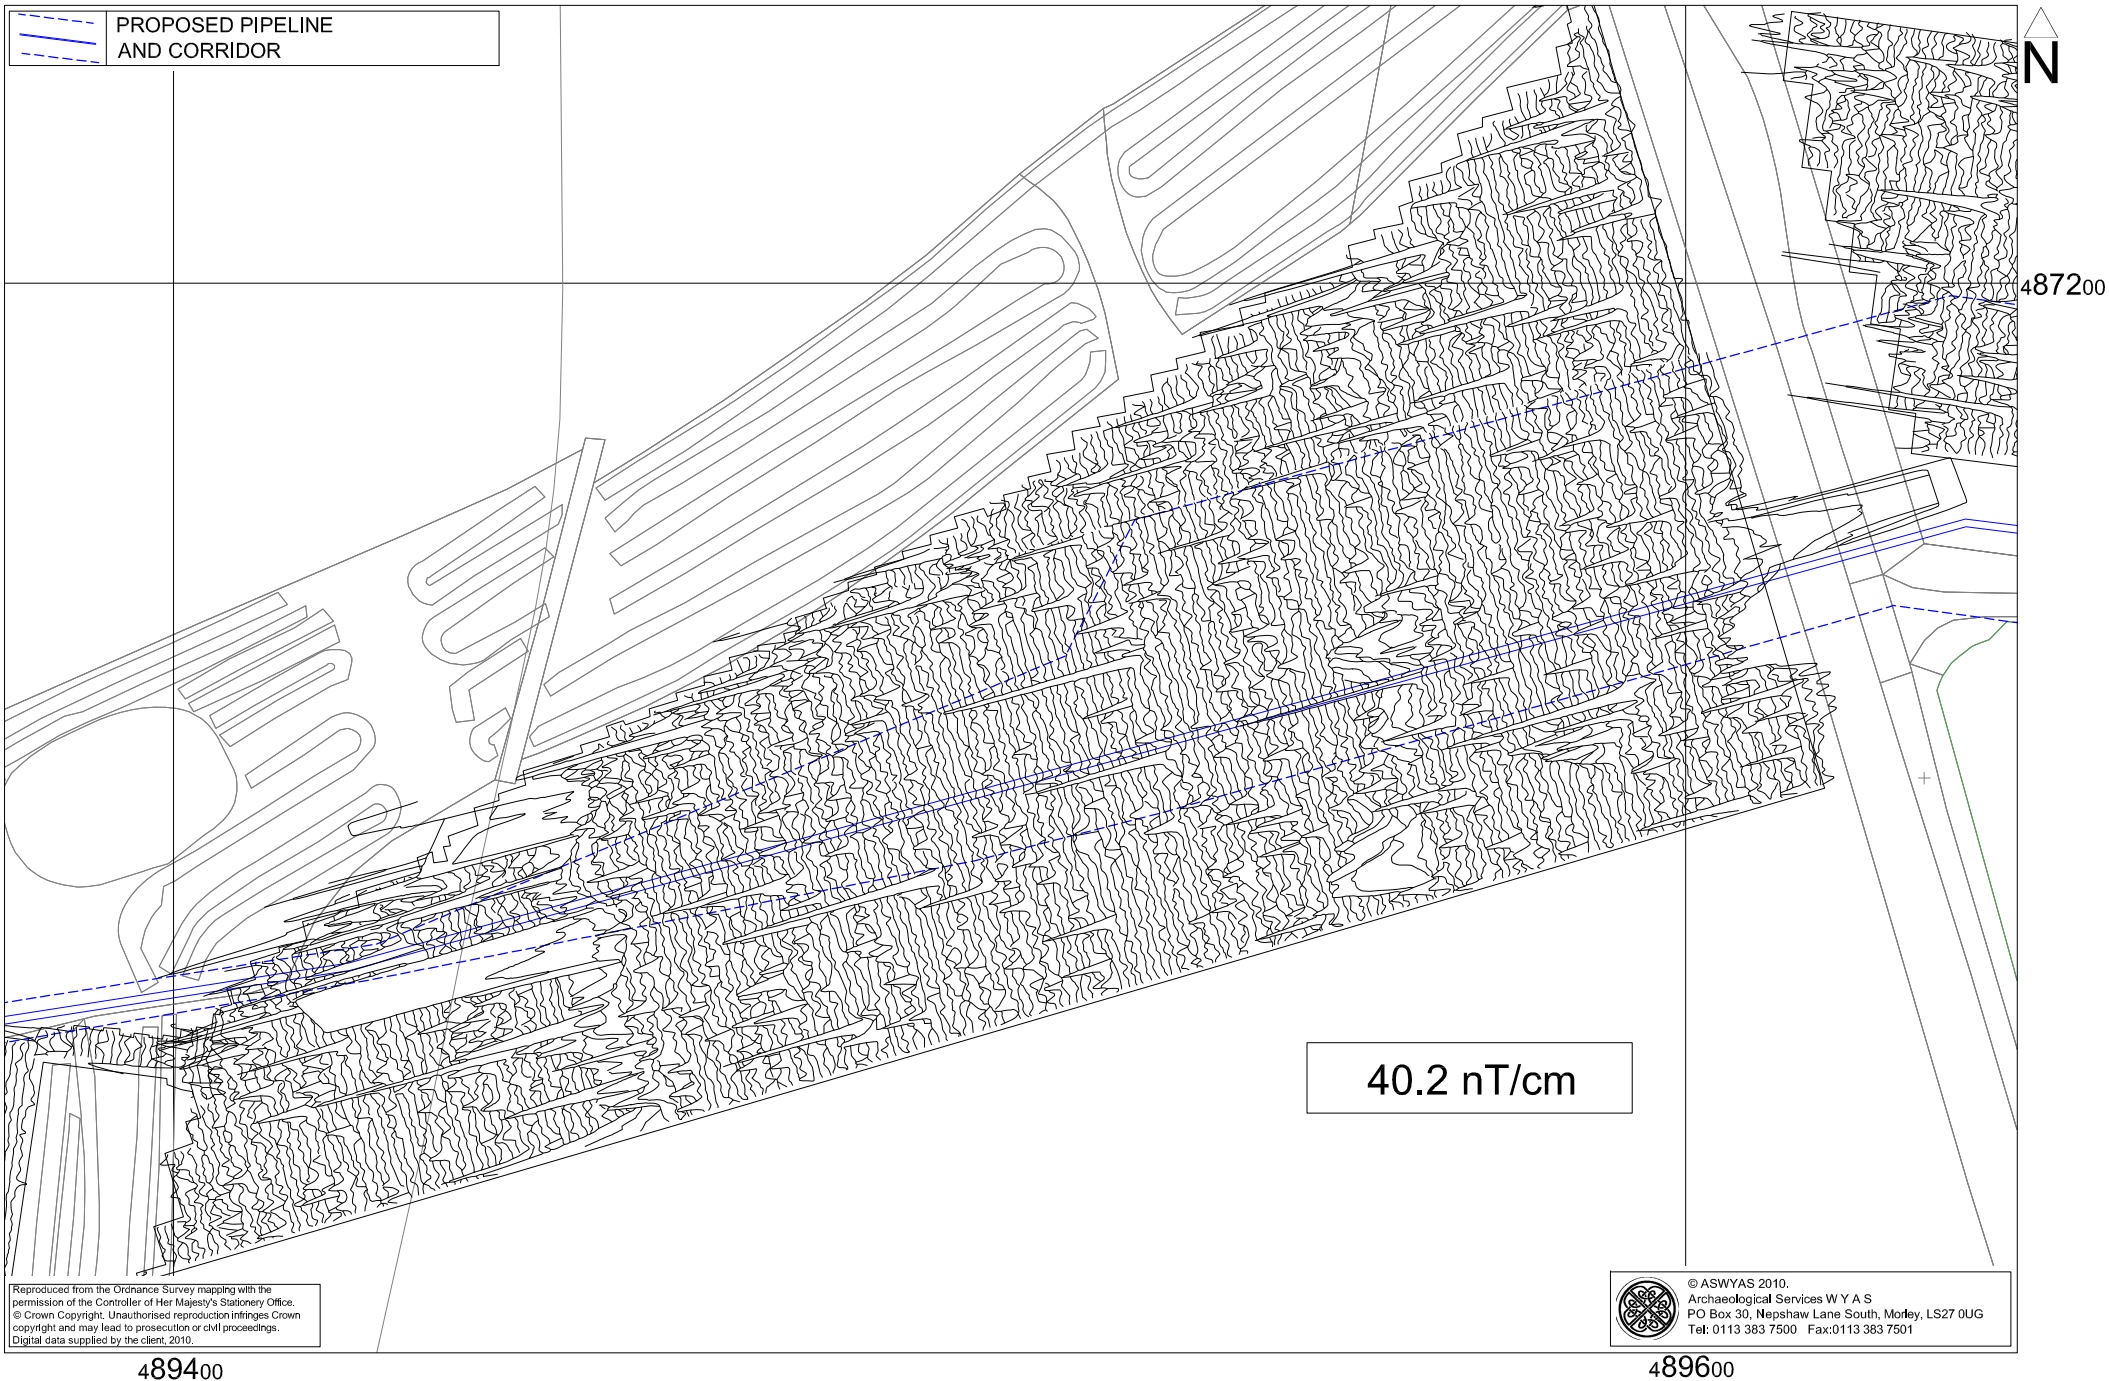 PROPOSED PIPELINE
AND CORRIDOR
N
487200
40.2 nT/cm
Reproduced from the Ordnance Survey mapping with the
permission of the Controller of Her Majesty's Stationery Office.
© Crown Copyright. Unauthorised reproduction infringes Crown
copyright and may lead to prosecution or civil proceedings.
Digital data supplied by the client, 2010.
© ASWYAS 2010.
Archaeological Services W Y A S
PO Box 30, Nepshaw Lane South, Morley, LS27 0UG
Tel: 0113 383 7500 Fax:0113 383 7501
489400
489600